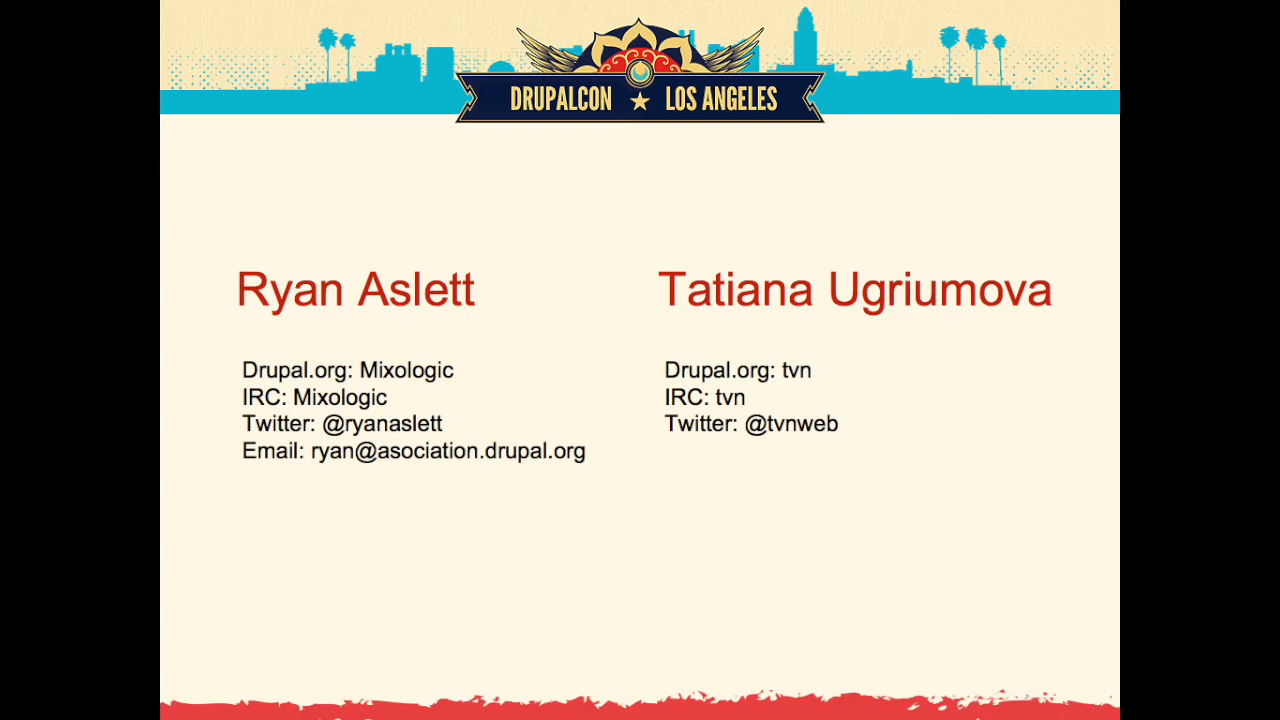 DRUPALCON ★ LOS ANGELES
Ryan Aslett
Drupal.org: Mixologic
IRC: Mixologic
Twitter: @ryanaslett
Email: ryan@asociation.drupal.org
Tatiana Ugriumova
Drupal.org: tvn
IRC: tvn
Twitter: @tvnweb